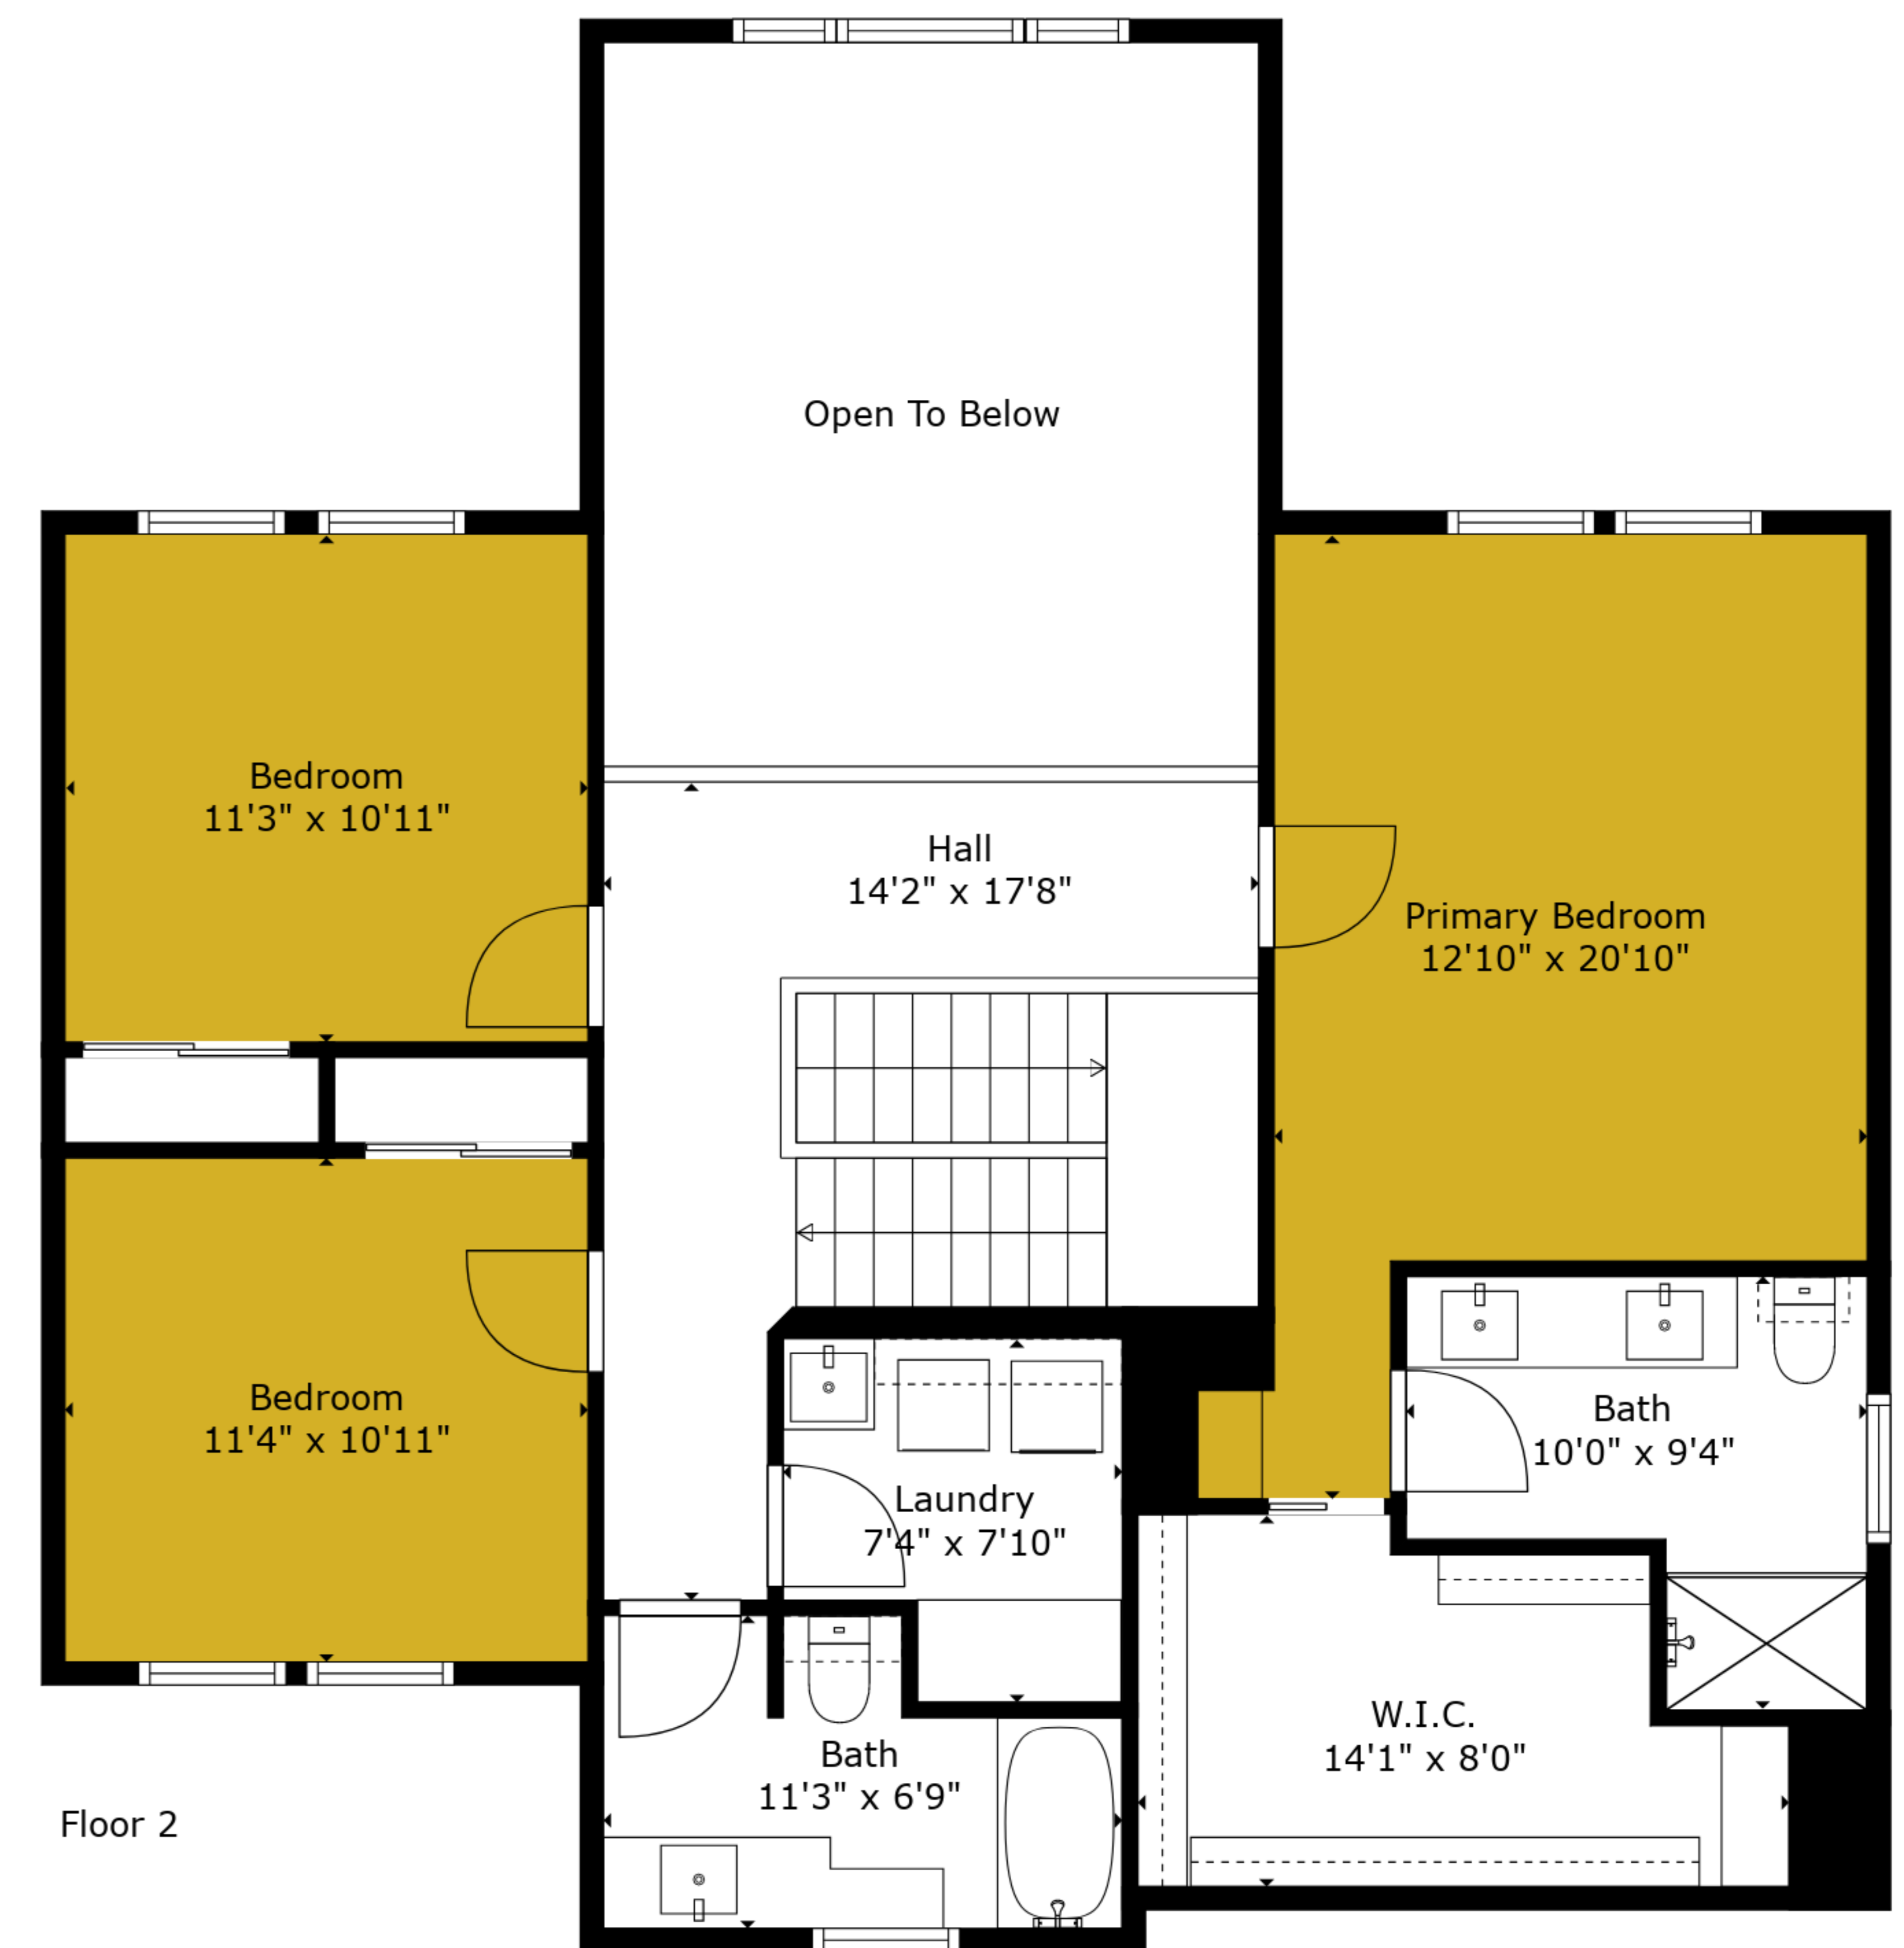 Open To Below
Bedroom
11'3" x 10'11"
Hall
14'2" x 17'8"
Primary Bedroom
12'10" x 20'10"
Bedroom
11'4" x 10'11"
Bath
10'0" x 9'4"
Laundry
7'4" x 7'10"
W.I.C.
14'1" x 8'0"
Bath
11'3" x 6'9"
Floor 2